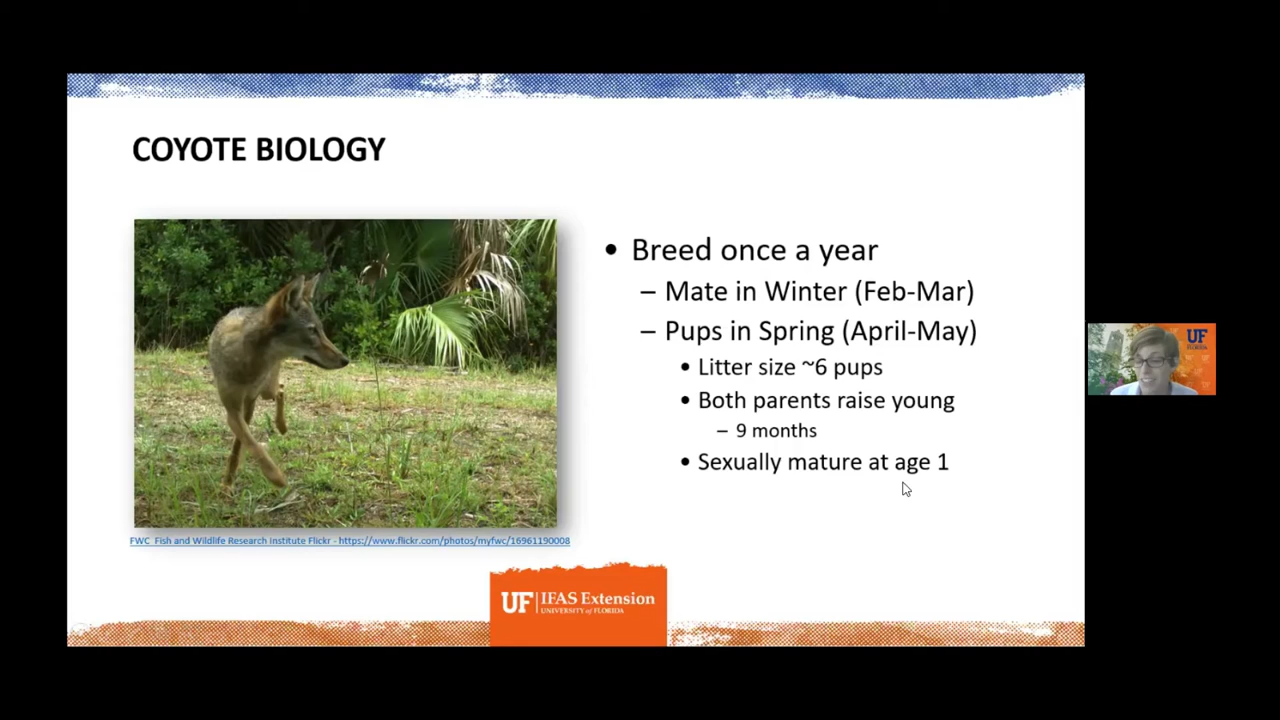 COYOTE BIOLOGY
• Breed once a year
– Mate in Winter (Feb-Mar)
– Pups in Spring (April-May)
• Litter size ~6 pups
• Both parents raise young
– 9 months
• Sexually mature at age 1
FWC Fish and Wildlife Research Institute Flickr - https://www.flickr.com/photos/myfwc/16961190008
UF IFAS Extension
UNIVERSITY of FLORIDA
UF